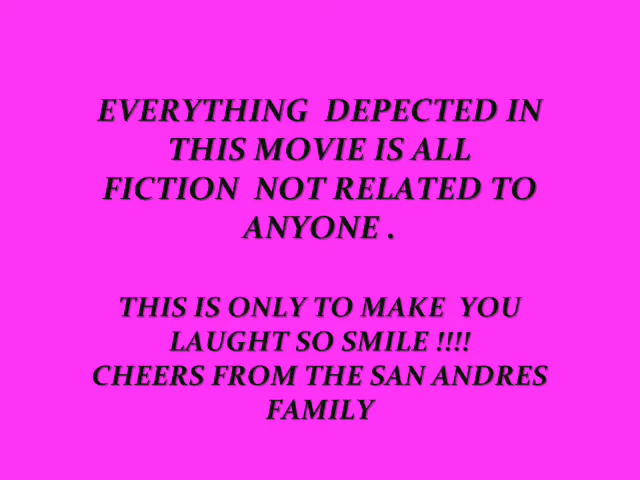 EVERYTHING  DEPECTED IN
THIS MOVIE IS ALL
FICTION  NOT RELATED TO
ANYONE .
THIS IS ONLY TO MAKE  YOU
LAUGHT SO SMILE !!!!
CHEERS FROM THE SAN ANDRES
FAMILY